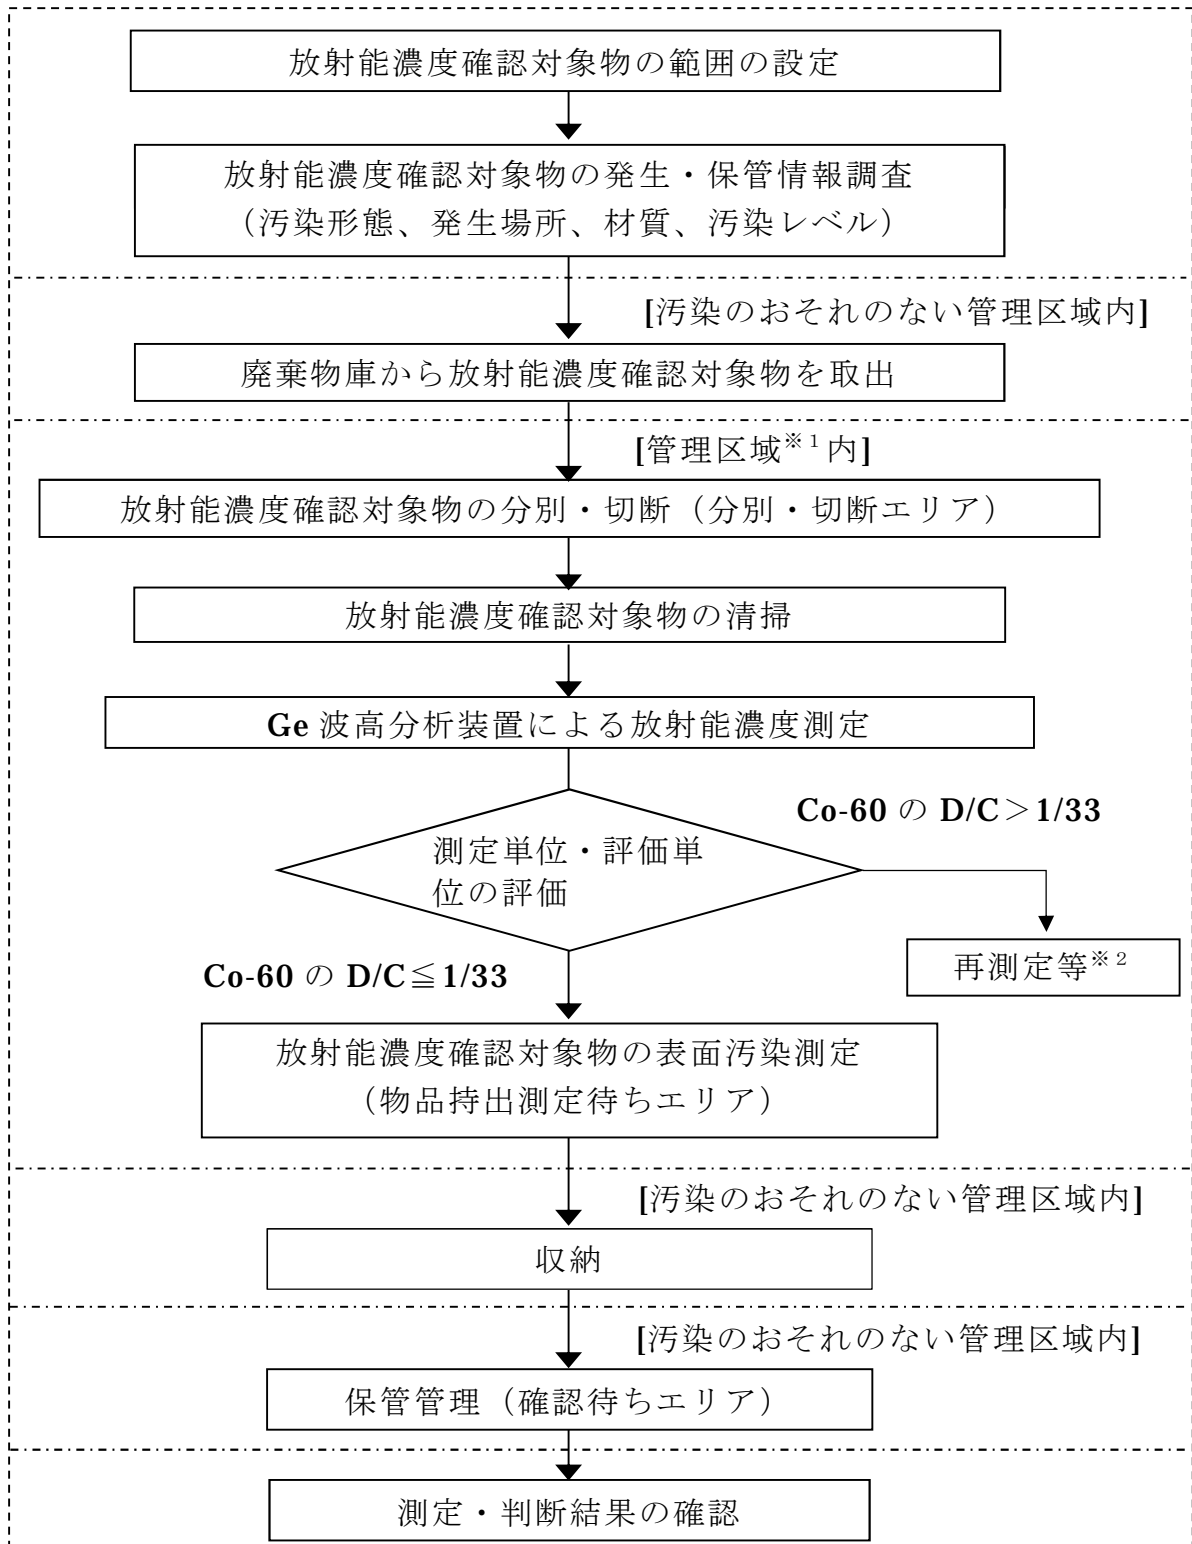 放射能濃度確認対象物の範囲の設定
放射能濃度確認対象物の発生・保管情報調査
（汚染形態、発生場所、材質、汚染レベル）
[汚染のおそれのない管理区域内]
廃棄物庫から放射能濃度確認対象物を取出
[管理区域※1内]
放射能濃度確認対象物の分別・切断（分別・切断エリア）
放射能濃度確認対象物の清掃
Ge 波高分析装置による放射能濃度測定
Co-60 の D/C＞1/33
測定単位・評価単
位の評価
再測定等※2
Co-60 の D/C≦1/33
放射能濃度確認対象物の表面汚染測定
（物品持出測定待ちエリア）
[汚染のおそれのない管理区域内]
収納
[汚染のおそれのない管理区域内]
保管管理（確認待ちエリア）
測定・判断結果の確認